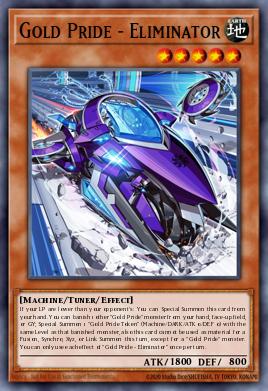 GOLD PRIDE - ELIMINATOR
EARTH
地
[MACHINE/TUNER/EFFECT]
If your LP are lower than your opponent's: You can Special Summon this card from
your hand. You can banish 1 other "Gold Pride" monster from your hand, face-up field,
or GY; Special Summon 1 "Gold Pride Token" (Machine/DARK/ATK 0/DEF 0) with the
same Level as that banished monster, also this card cannot be used as material for a
Fusion, Synchro, Xyz, or Link Summon this turn, except for a "Gold Pride" monster.
You can only use each effect of "Gold Pride - Eliminator" once per turn.
ATK/1800 DEF/ 800
©2020 Studio Dice/SHUEISHA, TV TOKYO, KONAMI